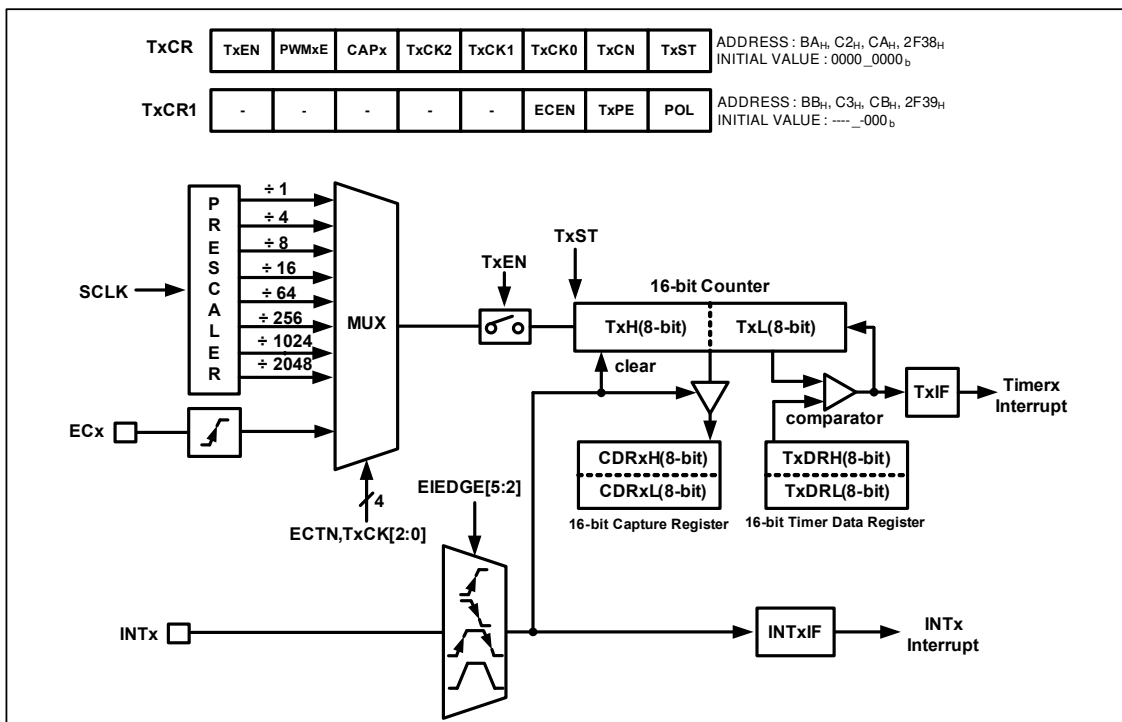 TxCR TxEN PWMxE CAPx TxCK2 TxCK1 TxCK0 TxCN TxST ADDRESS : BAH, C2H, CAH, 2F38H
INITIAL VALUE : 0000_0000b
TxCR1 - - - - - ECEN TxPE POL ADDRESS : BBH, C3H, CBH, 2F39H
INITIAL VALUE : ----_-000b
PRESCALER
÷ 1
÷ 4
÷ 8
÷ 16
÷ 64
÷ 256
÷ 1024
÷ 2048
SCLK
MUX
ECx
4
ECTN,TxCK[2:0]
TxEN
TxST
16-bit Counter
TxH(8-bit) TxL(8-bit)
clear
comparator
TxIF
Timerx
Interrupt
CDRxH(8-bit)
CDRxL(8-bit)
16-bit Capture Register
TxDRH(8-bit)
TxDRL(8-bit)
16-bit Timer Data Register
EIEDGE[5:2]
INTx
INTxIF
INTx
Interrupt